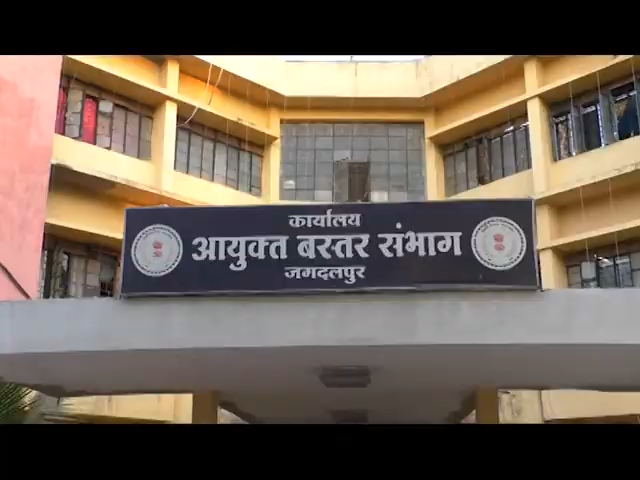 कार्यालय
आयुक्त बस्तर संभाग
जगदलपुर